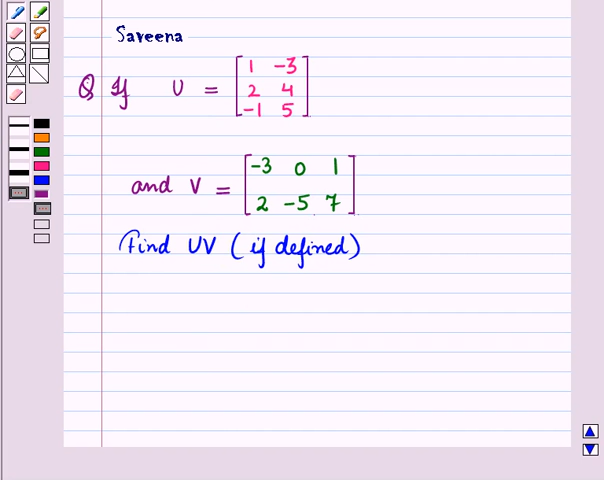 Saveena
Q If U = [1 -3
2 4
-1 5]
and V = [-3 0 1
2 -5 7]
Find UV (if defined)